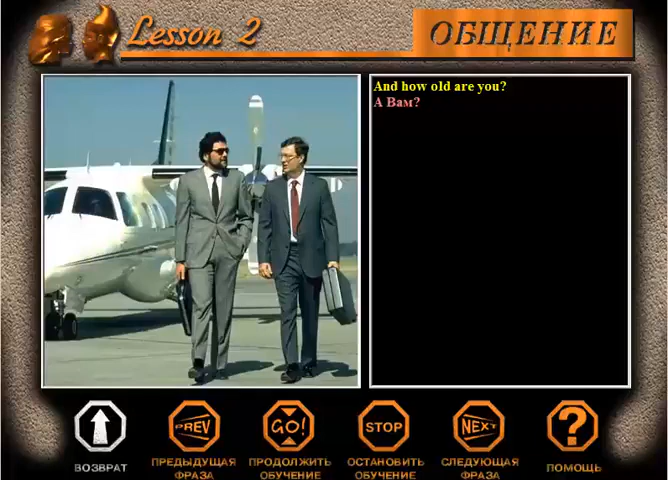 Lesson 2
ОБЩЕНИЕ
And how old are you?
А Вам?
PREV
GO!
STOP
NEXT
?
ВОЗВРАТ
ПРЕДЫДУЩАЯ
ФРАЗА
ПРОДОЛЖИТЬ
ОБУЧЕНИЕ
ОСТАНОВИТЬ
ОБУЧЕНИЕ
СЛЕДУЮЩАЯ
ФРАЗА
ПОМОЩЬ